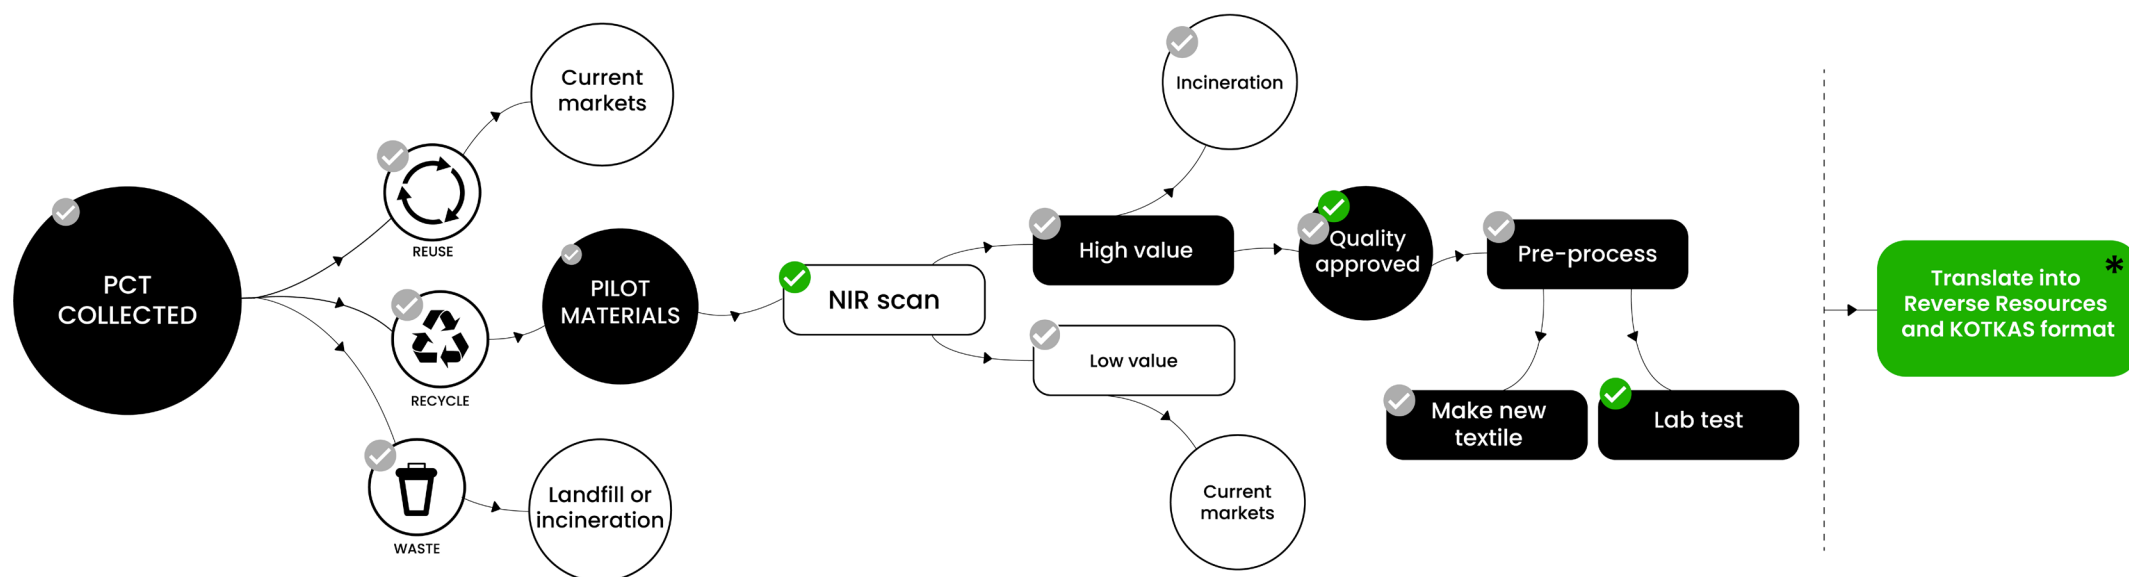 PCT
COLLECTED
REUSE
Current
markets
RECYCLE
WASTE
Landfill or
incineration
PILOT
MATERIALS
NIR scan
High value
Incineration
Low value
Current
markets
Quality
approved
Pre-process
Make new
textile
Lab test
Translate into *
Reverse Resources
and KOTKAS format